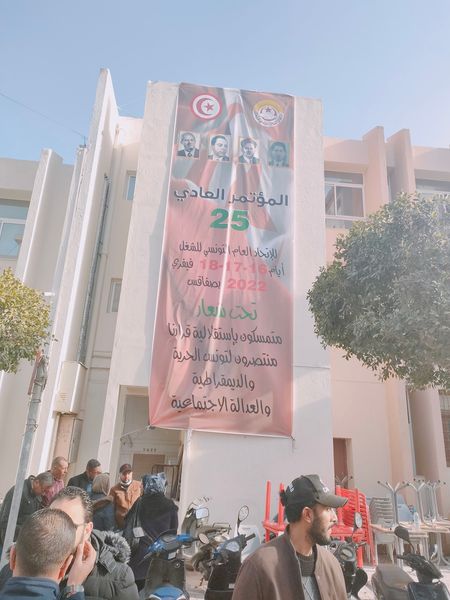 المؤتمر العادي
25
للإتحاد العام التونسي للشغل
أيام 16-17-18 فيفري
2022 بصفاقس
تحت شعار
متمسكون بإستقلالية قرارنا
منتصرون لتونس الحرية
والديمقراطية
والعدالة الاجتماعية